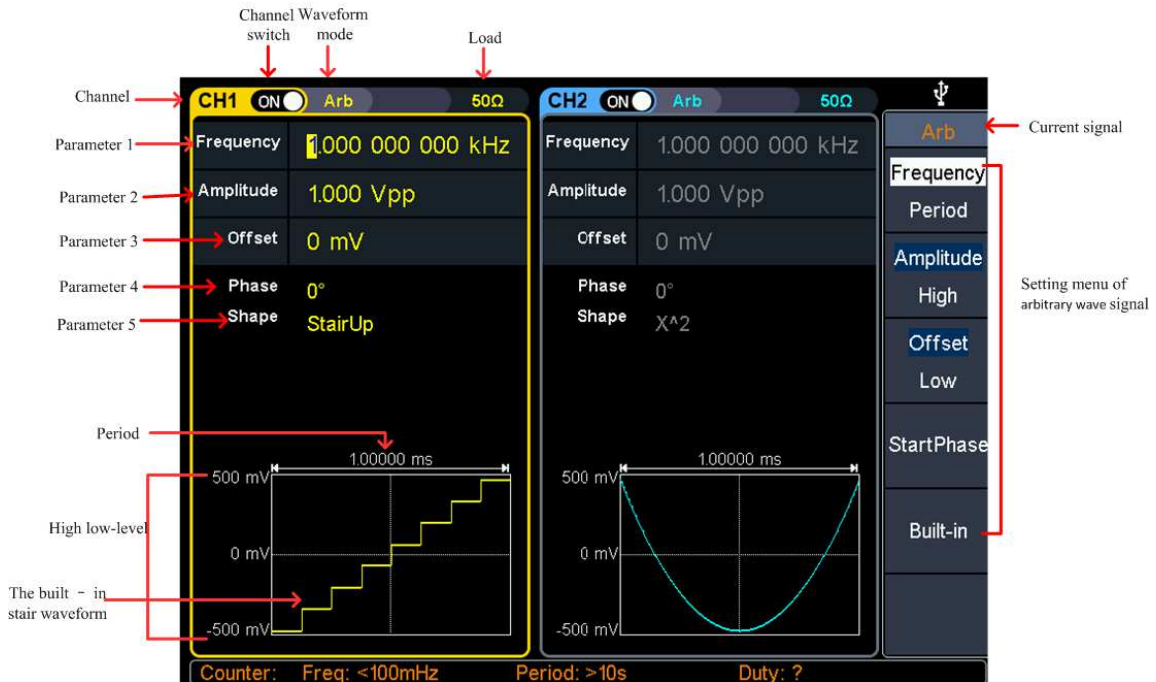 Channel Waveform
switch mode
Load
Channel
CH1 ON Arb 50Ω
CH2 ON Arb 50Ω
Arb
Current signal
Parameter 1
Frequency 1.000 000 000 kHz
Frequency 1.000 000 000 kHz
Frequency
Period
Parameter 2
Amplitude 1.000 Vpp
Amplitude 1.000 Vpp
Parameter 3
Offset 0 mV
Offset 0 mV
Amplitude
High
Setting menu of
arbitrary wave signal
Parameter 4
Phase 0°
Phase 0°
Parameter 5
Shape StairUp
Shape X^2
Offset
Low
StartPhase
Built-in
Period
1.00000 ms
500 mV
0 mV
-500 mV
1.00000 ms
500 mV
0 mV
-500 mV
High low-level
The built - in
stair waveform
Counter: Freq: <100mHz Period: >10s Duty: ?